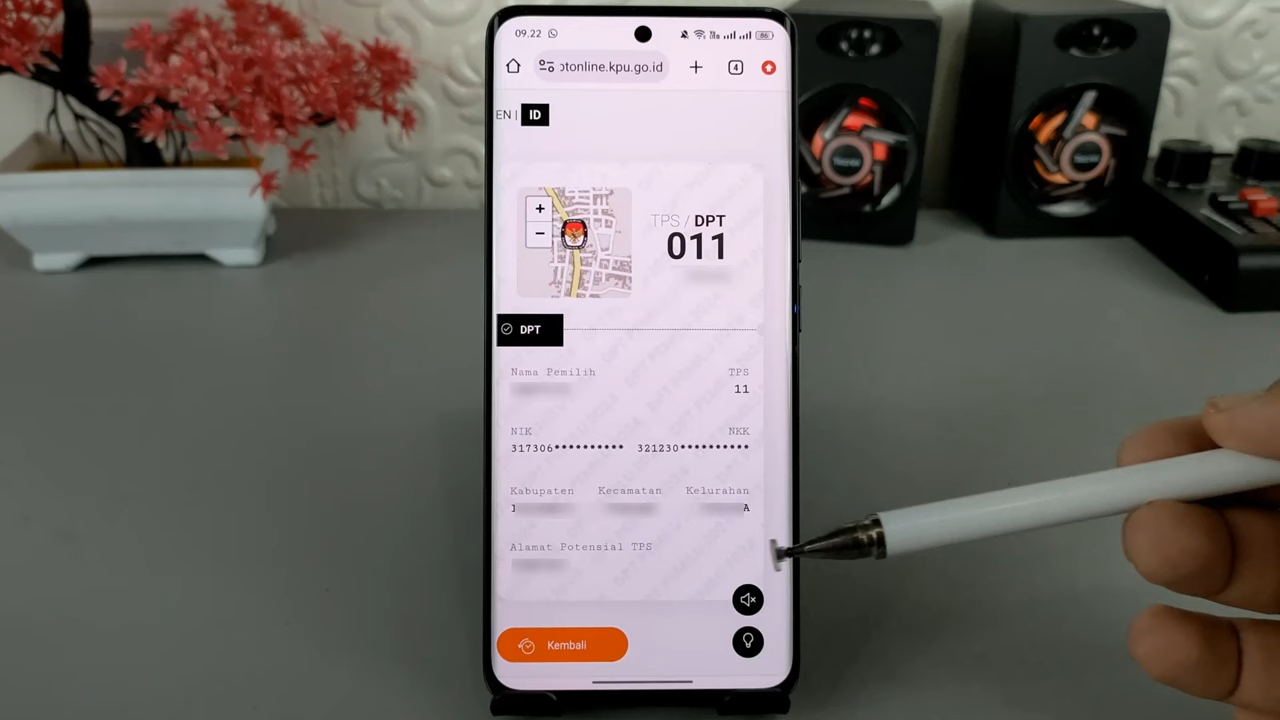 09.22
86
otonline.kpu.go.id
4
EN | ID
+
−
TPS / DPT
011
DPT
Nama Pemilih
TPS
11
NIK
NKK
317306**********
321230**********
Kabupaten
Kecamatan
Kelurahan
A
Alamat Potensial TPS
Kembali